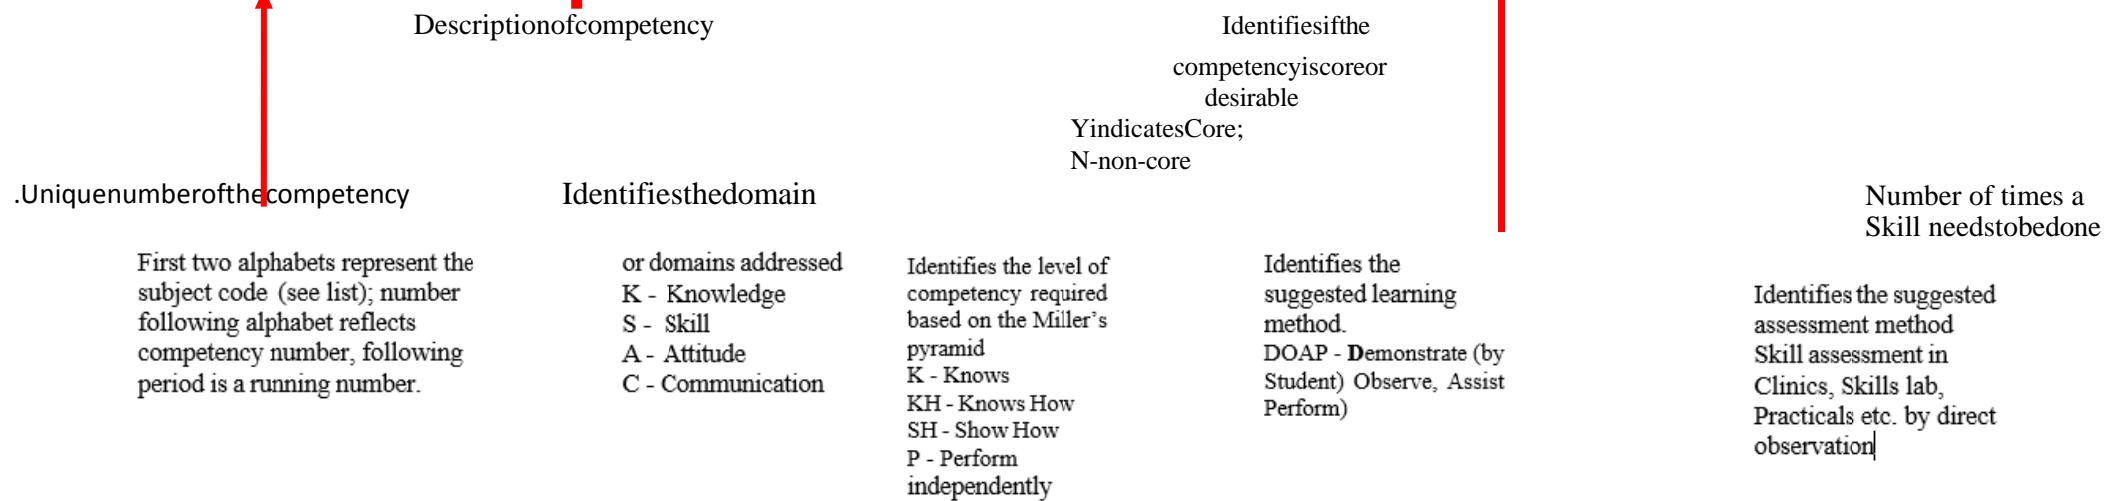 Descriptionofcompetency
Identifiesifthe
competencyiscoreor
desirable
YindicatesCore;
N-non-core
.Uniquenumberofthecompetency
Identifiesthedomain
Number of times a
Skill needstobedone
First two alphabets represent the
subject code (see list); number
following alphabet reflects
competency number, following
period is a running number.
or domains addressed
K - Knowledge
S - Skill
A - Attitude
C - Communication
Identifies the level of
competency required
based on the Miller's
pyramid
K - Knows
KH - Knows How
SH - Show How
P - Perform
independently
Identifies the
suggested learning
method.
DOAP - Demonstrate (by
Student) Observe, Assist
Perform)
Identifies the suggested
assessment method
Skill assessment in
Clinics, Skills lab,
Practicals etc. by direct
observation